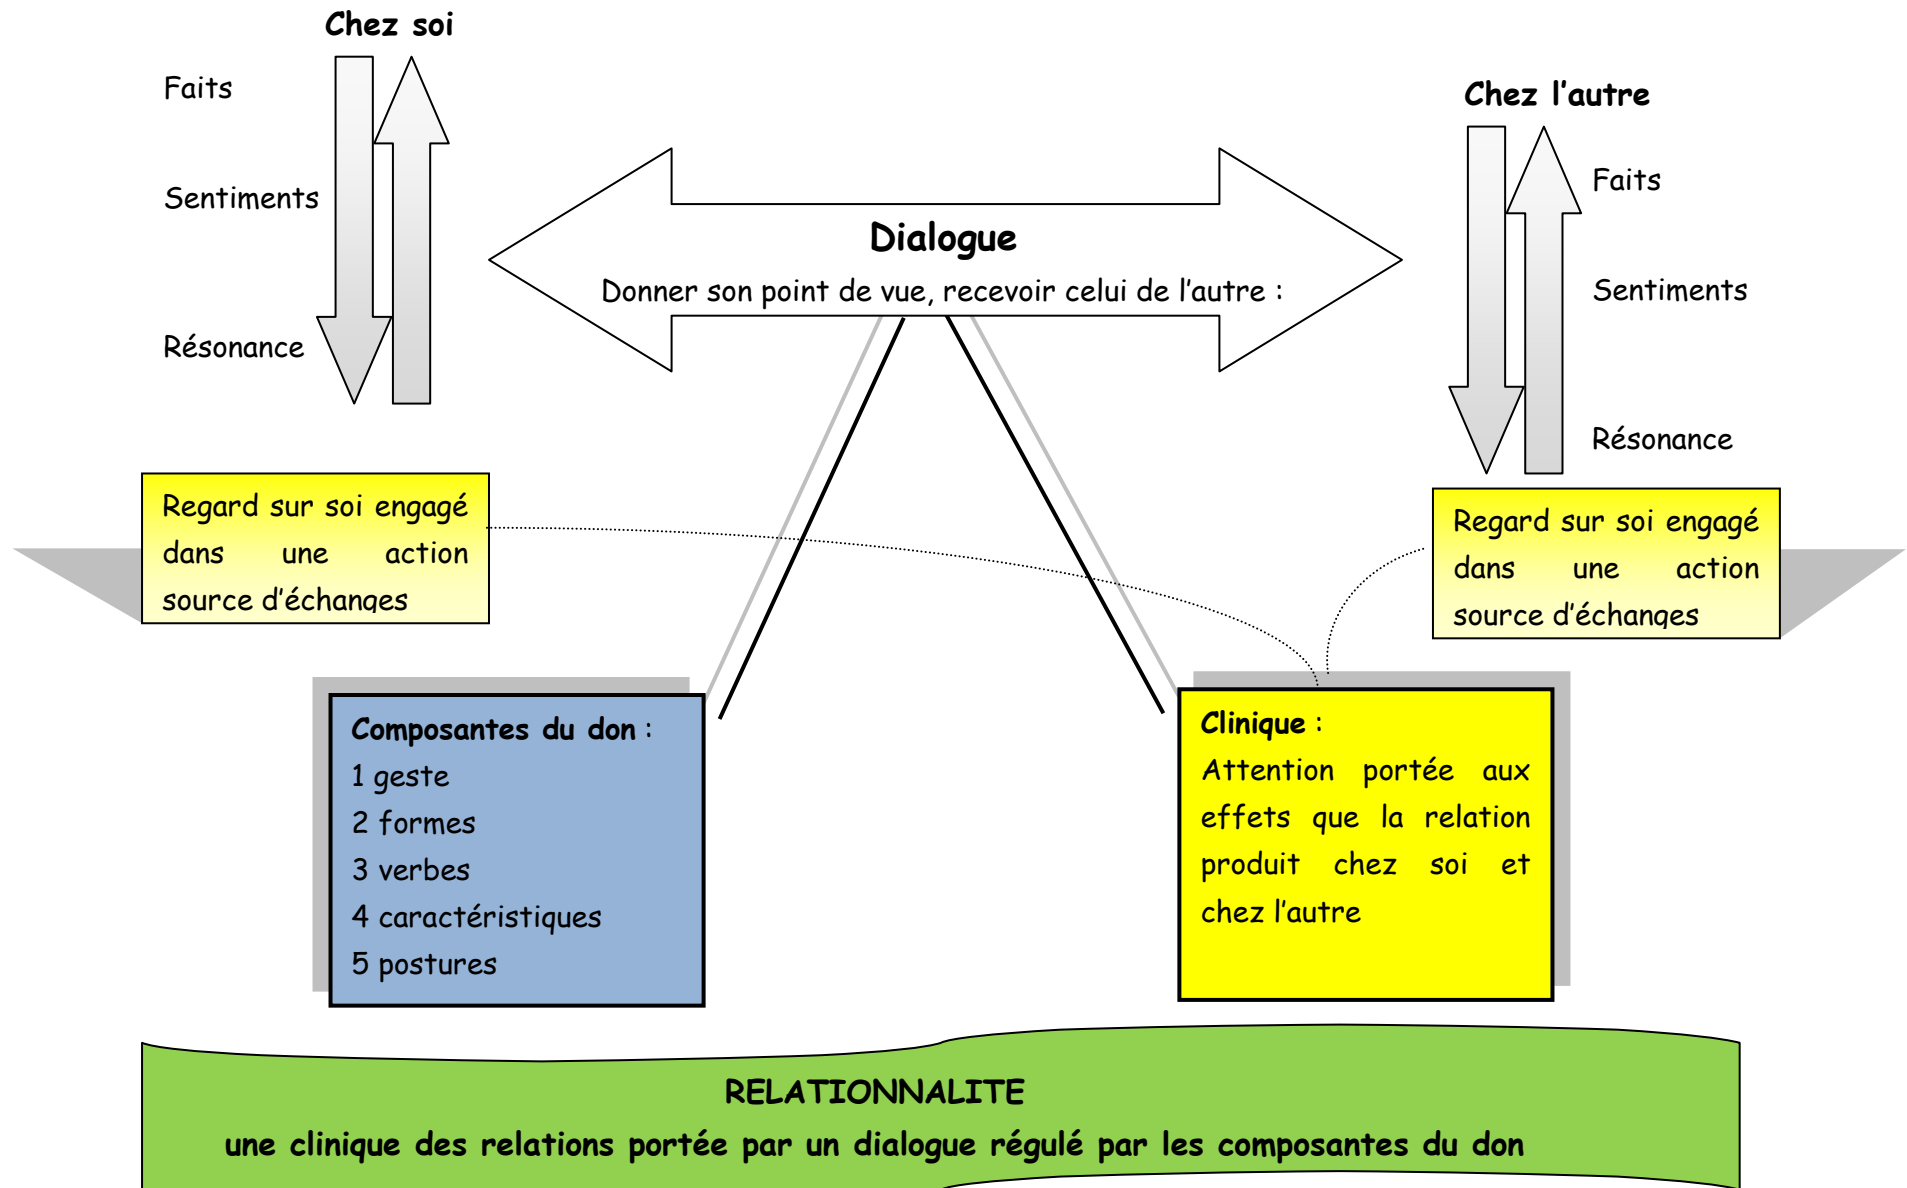 Chez soi
Faits
Sentiments
Résonance
Chez l'autre
Faits
Sentiments
Résonance
Dialogue
Donner son point de vue, recevoir celui de l'autre :
Regard sur soi engagé
dans une action
source d'échanges
Regard sur soi engagé
dans une action
source d'échanges
Composantes du don :
1 geste
2 formes
3 verbes
4 caractéristiques
5 postures
Clinique :
Attention portée aux
effets que la relation
produit chez soi et
chez l'autre
RELATIONNALITE
une clinique des relations portée par un dialogue régulé par les composantes du don